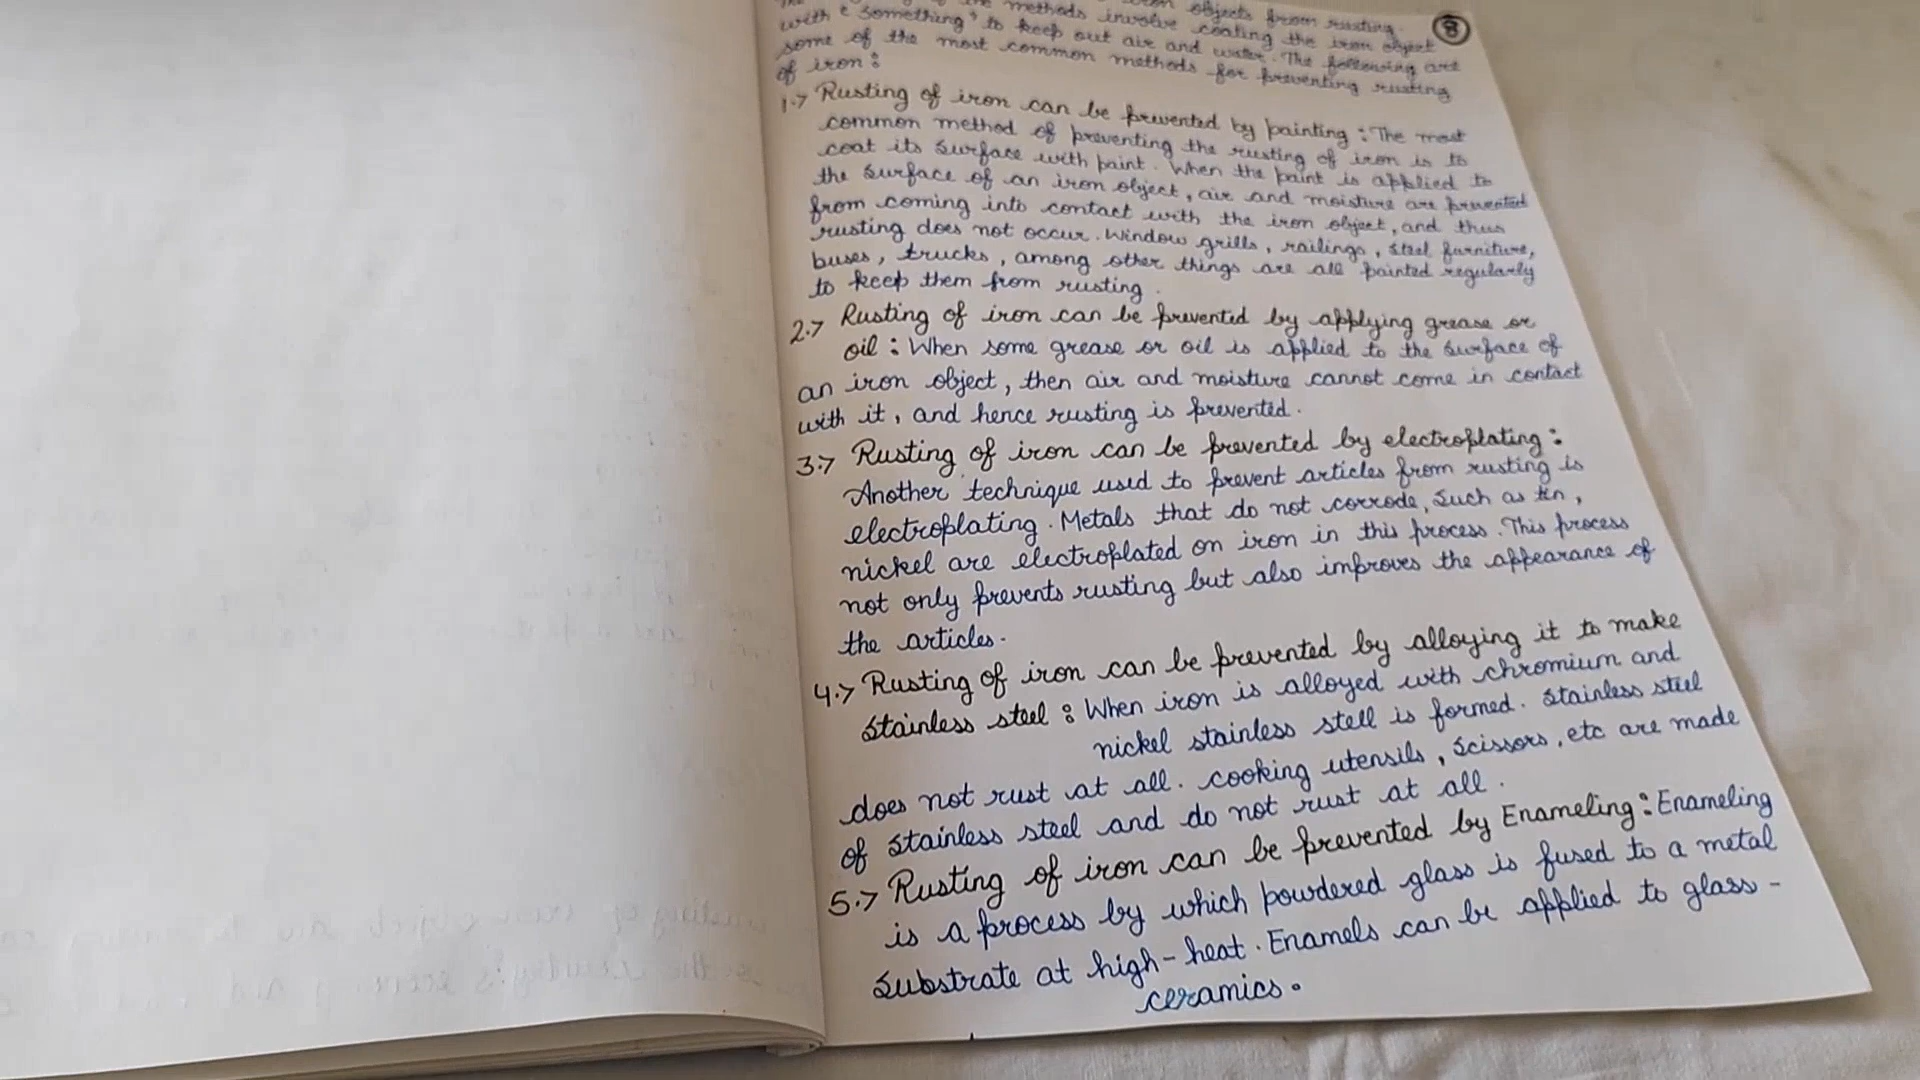 methods involve coating the iron object
objects from rusting.
8
with "something" to keep out air and water. The following are
some of the most common methods for preventing rusting
of iron:
1.> Rusting of iron can be prevented by painting: The most
common method of preventing the rusting of iron is to
coat its surface with paint. When the paint is applied to
the surface of an iron object, air and moisture are prevented
from coming into contact with the iron object, and thus
rusting does not occur. Window grills, railings, steel furniture,
buses, trucks, among other things are all painted regularly
to keep them from rusting.
2.> Rusting of iron can be prevented by applying grease or
oil: When some grease or oil is applied to the surface of
an iron object, then air and moisture cannot come in contact
with it, and hence rusting is prevented.
3.> Rusting of iron can be prevented by electroplating:
Another technique used to prevent articles from rusting is
electroplating. Metals that do not corrode, such as tin,
nickel are electroplated on iron in this process. This process
not only prevents rusting but also improves the appearance of
the articles.
4.> Rusting of iron can be prevented by alloying it to make
stainless steel: When iron is alloyed with chromium and
nickel stainless stell is formed. Stainless steel
does not rust at all. cooking utensils, scissors, etc are made
of stainless steel and do not rust at all.
5.> Rusting of iron can be prevented by Enameling: Enameling
is a process by which powdered glass is fused to a metal
substrate at high-heat. Enamels can be applied to glass-
ceramics.